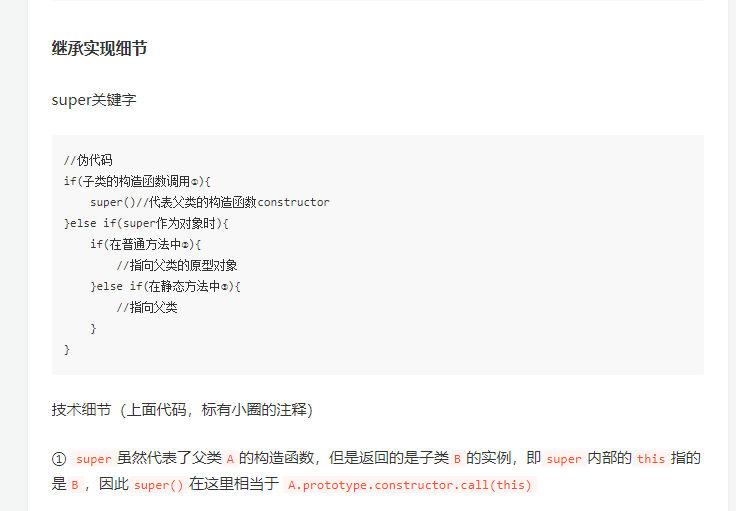 继承实现细节
super关键字
//伪代码
if(子类的构造函数调用①){
super()//代表父类的构造函数constructor
}else if(super作为对象时){
if(在普通方法中②){
//指向父类的原型对象
}else if(在静态方法中③){
//指向父类
}
}
技术细节（上面代码，标有小圈的注释）
① super 虽然代表了父类 A 的构造函数，但是返回的是子类 B 的实例，即 super 内部的 this 指的
是 B ，因此 super() 在这里相当于 A.prototype.constructor.call(this)